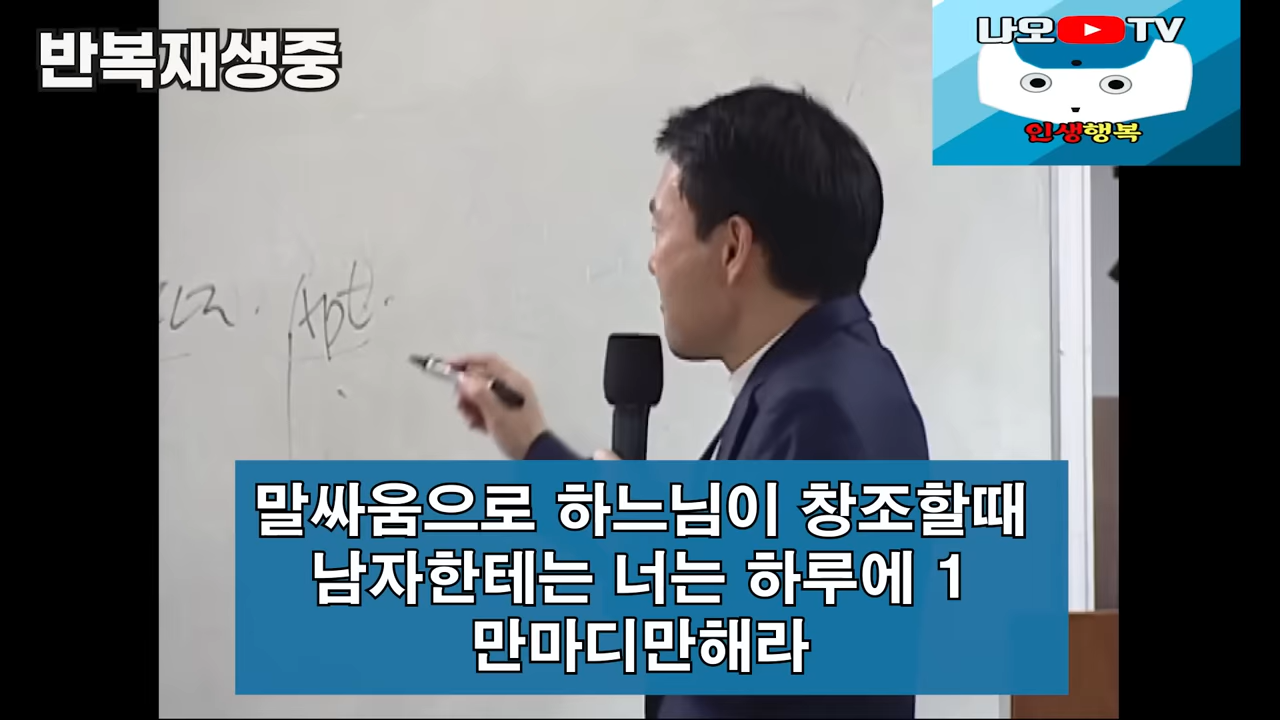 반복재생중
나오 TV
인생행복
Apt.
말싸움으로 하느님이 창조할때
남자한테는 너는 하루에 1
만마디만해라